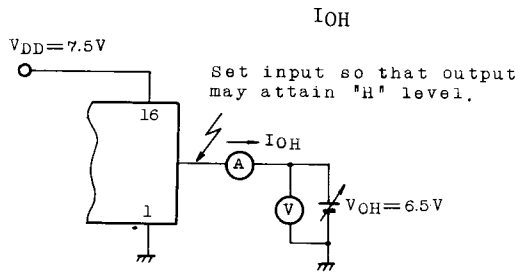 IOH
VDD=7.5V
Set input so that output
may attain "H" level.
16
IOH
A
1
V
VOH=6.5V